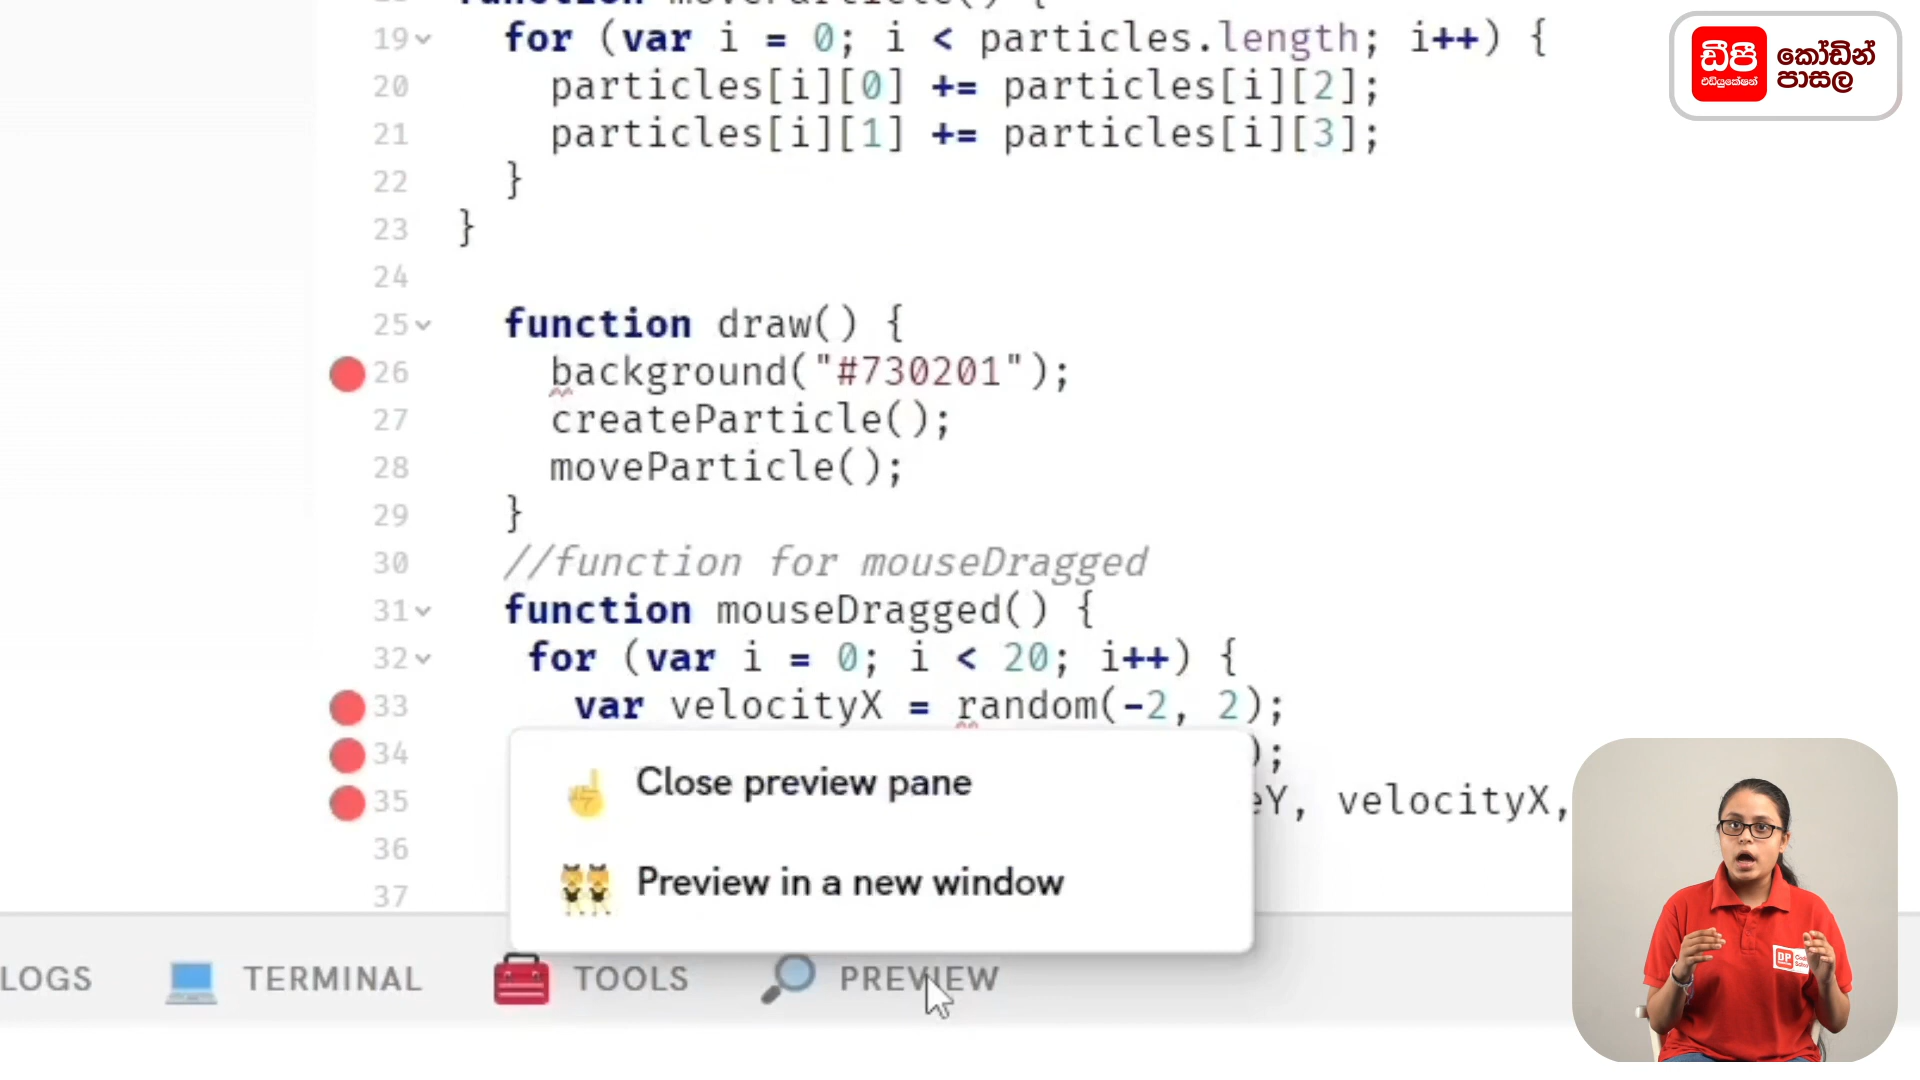 19 for (var i = 0; i < particles.length; i++) {
20 particles[i][0] += particles[i][2];
21 particles[i][1] += particles[i][3];
22 }
23 }
24
25 function draw() {
26 background("#730201");
27 createParticle();
28 moveParticle();
29 }
30 //function for mouseDragged
31 function mouseDragged() {
32 for (var i = 0; i < 20; i++) {
33 var velocityX = random(-2, 2);
34 );
35 eY, velocityX,
36
37
Close preview pane
Preview in a new window
LOGS TERMINAL TOOLS PREVIEW
ඩීපී
එඩියුකේෂන්
කෝඩින්
පාසල
DP